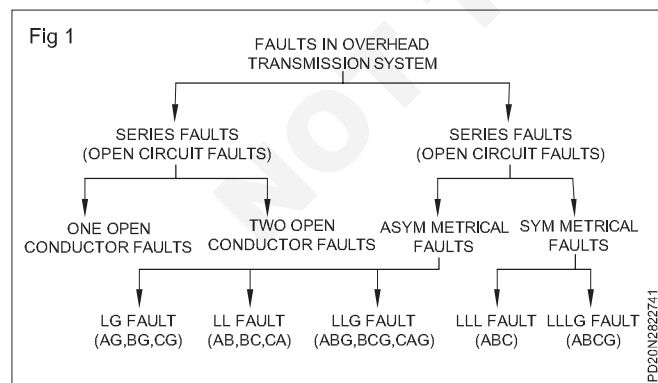 Fig 1
FAULTS IN OVERHEAD
TRANSMISSION SYSTEM
SERIES FAULTS
(OPEN CIRCUIT FAULTS)
SERIES FAULTS
(OPEN CIRCUIT FAULTS)
ONE OPEN
CONDUCTOR FAULTS
TWO OPEN
CONDUCTOR FAULTS
ASYM METRICAL
FAULTS
SYM METRICAL
FAULTS
LG FAULT
(AG,BG,CG)
LL FAULT
(AB,BC,CA)
LLG FAULT
(ABG,BCG,CAG)
LLL FAULT
(ABC)
LLLG FAULT
(ABCG)
PD20N2822741
NOT